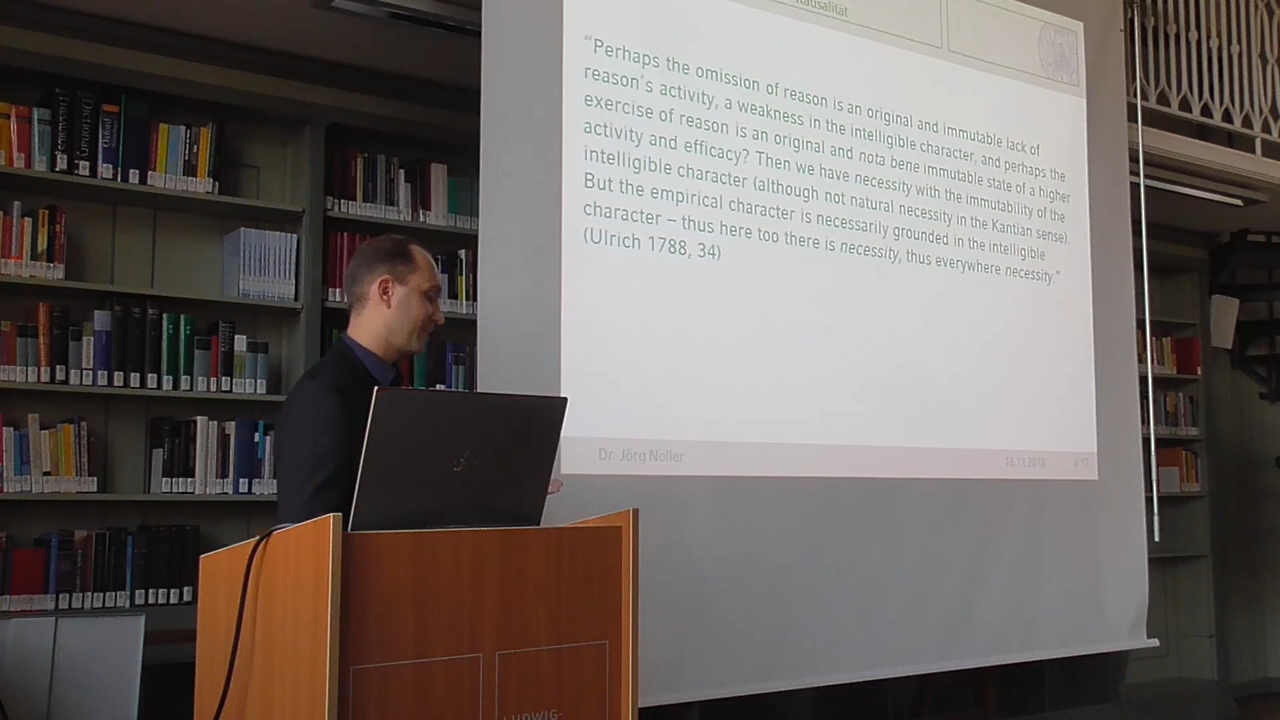 Kausalität
“Perhaps the omission of reason is an original and immutable lack of
reason's activity, a weakness in the intelligible character, and perhaps the
exercise of reason is an original and nota bene immutable state of a higher
activity and efficacy? Then we have necessity with the immutability of the
intelligible character (although not natural necessity in the Kantian sense).
But the empirical character is necessarily grounded in the intelligible
character – thus here too there is necessity, thus everywhere necessity.”
(Ulrich 1788, 34)
Dr. Jörg Noller
16.11.2018
# 17
Dictionary
Oxford
LUDWIG-